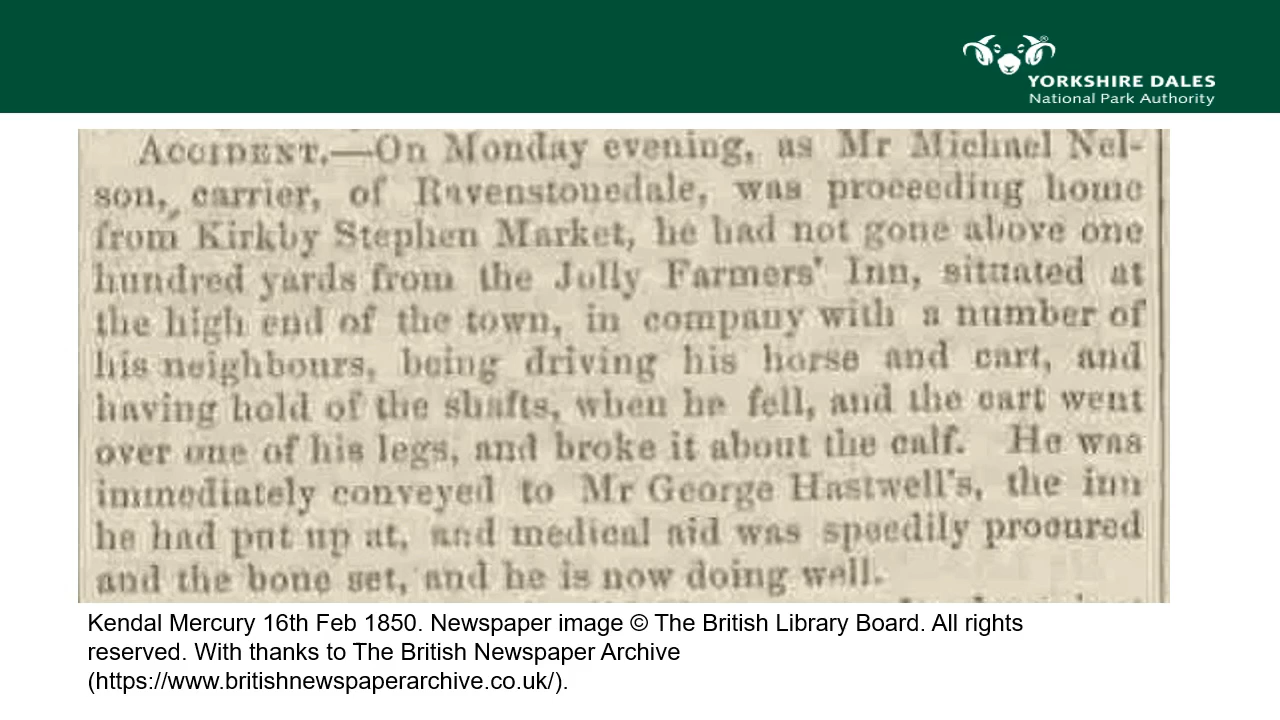 YORKSHIRE DALES
National Park Authority
ACCIDENT.—On Monday evening, as Mr Michael Nel-
son, carrier, of Ravenstonedale, was proceeding home
from Kirkby Stephen Market, he had not gone above one
hundred yards from the Jolly Farmers' Inn, situated at
the high end of the town, in company with a number of
his neighbours, being driving his horse and cart, and
having hold of the shafts, when he fell, and the cart went
over one of his legs, and broke it about the calf. He was
immediately conveyed to Mr George Hastwell's, the inn
he had put up at, and medical aid was speedily procured
and the bone set, and he is now doing well.
Kendal Mercury 16th Feb 1850. Newspaper image © The British Library Board. All rights
reserved. With thanks to The British Newspaper Archive
(https://www.britishnewspaperarchive.co.uk/).